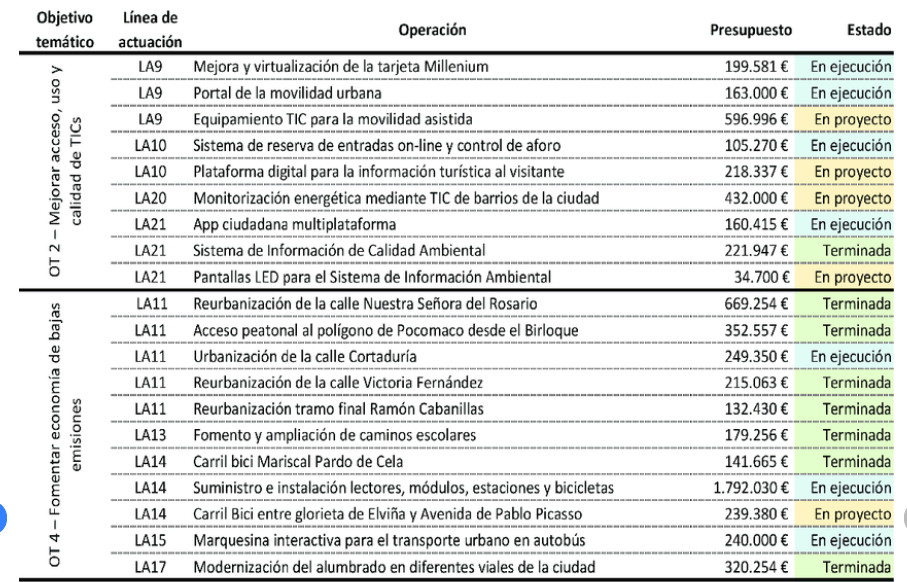 Objetivo temático Línea de actuación Operación Presupuesto Estado
OT 2 – Mejorar acceso, uso y calidad de TICs
LA9 Mejora y virtualización de la tarjeta Millenium 199.581 € En ejecución
LA9 Portal de la movilidad urbana 163.000 € En ejecución
LA9 Equipamiento TIC para la movilidad asistida 596.996 € En proyecto
LA10 Sistema de reserva de entradas on-line y control de aforo 105.270 € En ejecución
LA10 Plataforma digital para la información turística al visitante 218.337 € En proyecto
LA20 Monitorización energética mediante TIC de barrios de la ciudad 432.000 € En proyecto
LA21 App ciudadana multiplataforma 160.415 € En ejecución
LA21 Sistema de Información de Calidad Ambiental 221.947 € Terminada
LA21 Pantallas LED para el Sistema de Información Ambiental 34.700 € En proyecto
OT 4 – Fomentar economía de bajas emisiones
LA11 Reurbanización de la calle Nuestra Señora del Rosario 669.254 € Terminada
LA11 Acceso peatonal al polígono de Pocomaco desde el Birloque 352.557 € Terminada
LA11 Urbanización de la calle Cortaduría 249.350 € En ejecución
LA11 Reurbanización de la calle Victoria Fernández 215.063 € Terminada
LA11 Reurbanización tramo final Ramón Cabanillas 132.430 € Terminada
LA13 Fomento y ampliación de caminos escolares 179.256 € Terminada
LA14 Carril bici Mariscal Pardo de Cela 141.665 € Terminada
LA14 Suministro e instalación lectores, módulos, estaciones y bicicletas 1.792.030 € En ejecución
LA14 Carril Bici entre glorieta de Elviña y Avenida de Pablo Picasso 239.380 € En proyecto
LA15 Marquesina interactiva para el transporte urbano en autobús 240.000 € En ejecución
LA17 Modernización del alumbrado en diferentes viales de la ciudad 320.254 € Terminada